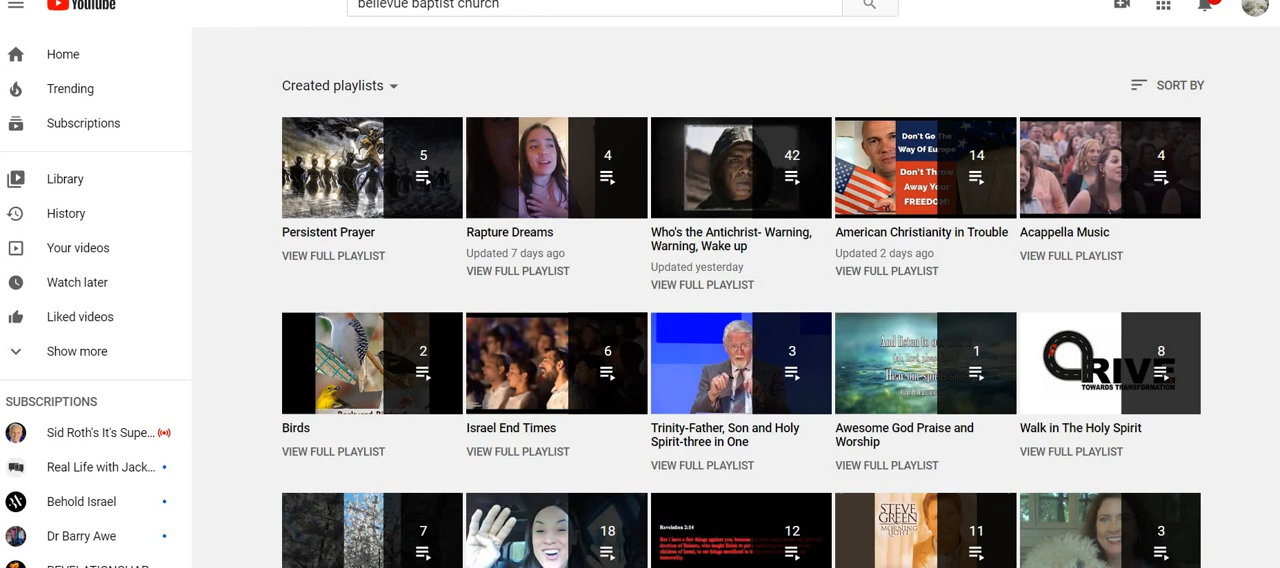 YouTube
bellevue baptist church
Home
Trending
Subscriptions
Library
History
Your videos
Watch later
Liked videos
Show more
SUBSCRIPTIONS
Sid Roth's It's Supe...
Real Life with Jack...
Behold Israel
Dr Barry Awe
Created playlists
SORT BY
5
4
42
Don't Go The
Way Of Europe
Don't Throw
Away Your
FREEDOM!
14
4
Persistent Prayer
VIEW FULL PLAYLIST
Rapture Dreams
Updated 7 days ago
VIEW FULL PLAYLIST
Who's the Antichrist- Warning,
Warning, Wake up
Updated yesterday
VIEW FULL PLAYLIST
American Christianity in Trouble
Updated 2 days ago
VIEW FULL PLAYLIST
Acappella Music
VIEW FULL PLAYLIST
2
6
3
And listen to our
1
8
DRIVE
TOWARDS TRANSFORMATION
Birds
VIEW FULL PLAYLIST
Israel End Times
VIEW FULL PLAYLIST
Trinity-Father, Son and Holy
Spirit-three in One
VIEW FULL PLAYLIST
Awesome God Praise and
Worship
VIEW FULL PLAYLIST
Walk in The Holy Spirit
VIEW FULL PLAYLIST
7
18
Revelation 2:14
12
STEVE
GREEN
MORNING
LIGHT
11
3